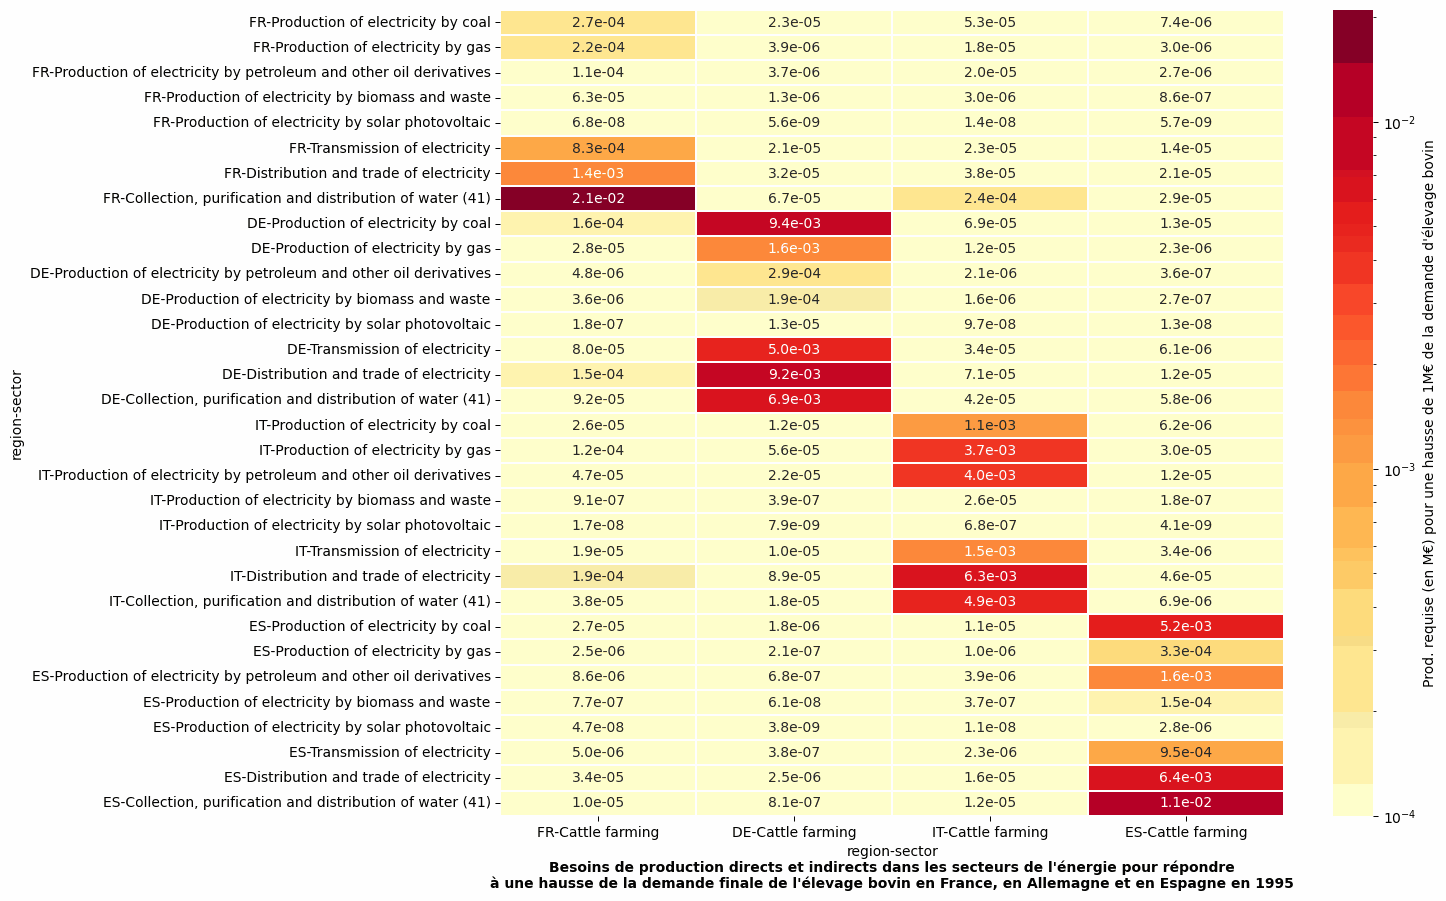 FR-Production of electricity by coal 2.7e-04 2.3e-05 5.3e-05 7.4e-06
FR-Production of electricity by gas 2.2e-04 3.9e-06 1.8e-05 3.0e-06
FR-Production of electricity by petroleum and other oil derivatives 1.1e-04 3.7e-06 2.0e-05 2.7e-06
FR-Production of electricity by biomass and waste 6.3e-05 1.3e-06 3.0e-06 8.6e-07
FR-Production of electricity by solar photovoltaic 6.8e-08 5.6e-09 1.4e-08 5.7e-09
FR-Transmission of electricity 8.3e-04 2.1e-05 2.3e-05 1.4e-05
FR-Distribution and trade of electricity 1.4e-03 3.2e-05 3.8e-05 2.1e-05
FR-Collection, purification and distribution of water (41) 2.1e-02 6.7e-05 2.4e-04 2.9e-05
DE-Production of electricity by coal 1.6e-04 9.4e-03 6.9e-05 1.3e-05
DE-Production of electricity by gas 2.8e-05 1.6e-03 1.2e-05 2.3e-06
DE-Production of electricity by petroleum and other oil derivatives 4.8e-06 2.9e-04 2.1e-06 3.6e-07
DE-Production of electricity by biomass and waste 3.6e-06 1.9e-04 1.6e-06 2.7e-07
DE-Production of electricity by solar photovoltaic 1.8e-07 1.3e-05 9.7e-08 1.3e-08
DE-Transmission of electricity 8.0e-05 5.0e-03 3.4e-05 6.1e-06
DE-Distribution and trade of electricity 1.5e-04 9.2e-03 7.1e-05 1.2e-05
DE-Collection, purification and distribution of water (41) 9.2e-05 6.9e-03 4.2e-05 5.8e-06
IT-Production of electricity by coal 2.6e-05 1.2e-05 1.1e-03 6.2e-06
IT-Production of electricity by gas 1.2e-04 5.6e-05 3.7e-03 3.0e-05
IT-Production of electricity by petroleum and other oil derivatives 4.7e-05 2.2e-05 4.0e-03 1.2e-05
IT-Production of electricity by biomass and waste 9.1e-07 3.9e-07 2.6e-05 1.8e-07
IT-Production of electricity by solar photovoltaic 1.7e-08 7.9e-09 6.8e-07 4.1e-09
IT-Transmission of electricity 1.9e-05 1.0e-05 1.5e-03 3.4e-06
IT-Distribution and trade of electricity 1.9e-04 8.9e-05 6.3e-03 4.6e-05
IT-Collection, purification and distribution of water (41) 3.8e-05 1.8e-05 4.9e-03 6.9e-06
ES-Production of electricity by coal 2.7e-05 1.8e-06 1.1e-05 5.2e-03
ES-Production of electricity by gas 2.5e-06 2.1e-07 1.0e-06 3.3e-04
ES-Production of electricity by petroleum and other oil derivatives 8.6e-06 6.8e-07 3.9e-06 1.6e-03
ES-Production of electricity by biomass and waste 7.7e-07 6.1e-08 3.7e-07 1.5e-04
ES-Production of electricity by solar photovoltaic 4.7e-08 3.8e-09 1.1e-08 2.8e-06
ES-Transmission of electricity 5.0e-06 3.8e-07 2.3e-06 9.5e-04
ES-Distribution and trade of electricity 3.4e-05 2.5e-06 1.6e-05 6.4e-03
ES-Collection, purification and distribution of water (41) 1.0e-05 8.1e-07 1.2e-05 1.1e-02
region-sector
FR-Cattle farming DE-Cattle farming IT-Cattle farming ES-Cattle farming
region-sector
Besoins de production directs et indirects dans les secteurs de l'énergie pour répondre
à une hausse de la demande finale de l'élevage bovin en France, en Allemagne et en Espagne en 1995
10⁻²
10⁻³
10⁻⁴
Prod. requise (en M€) pour une hausse de 1M€ de la demande d'élevage bovin